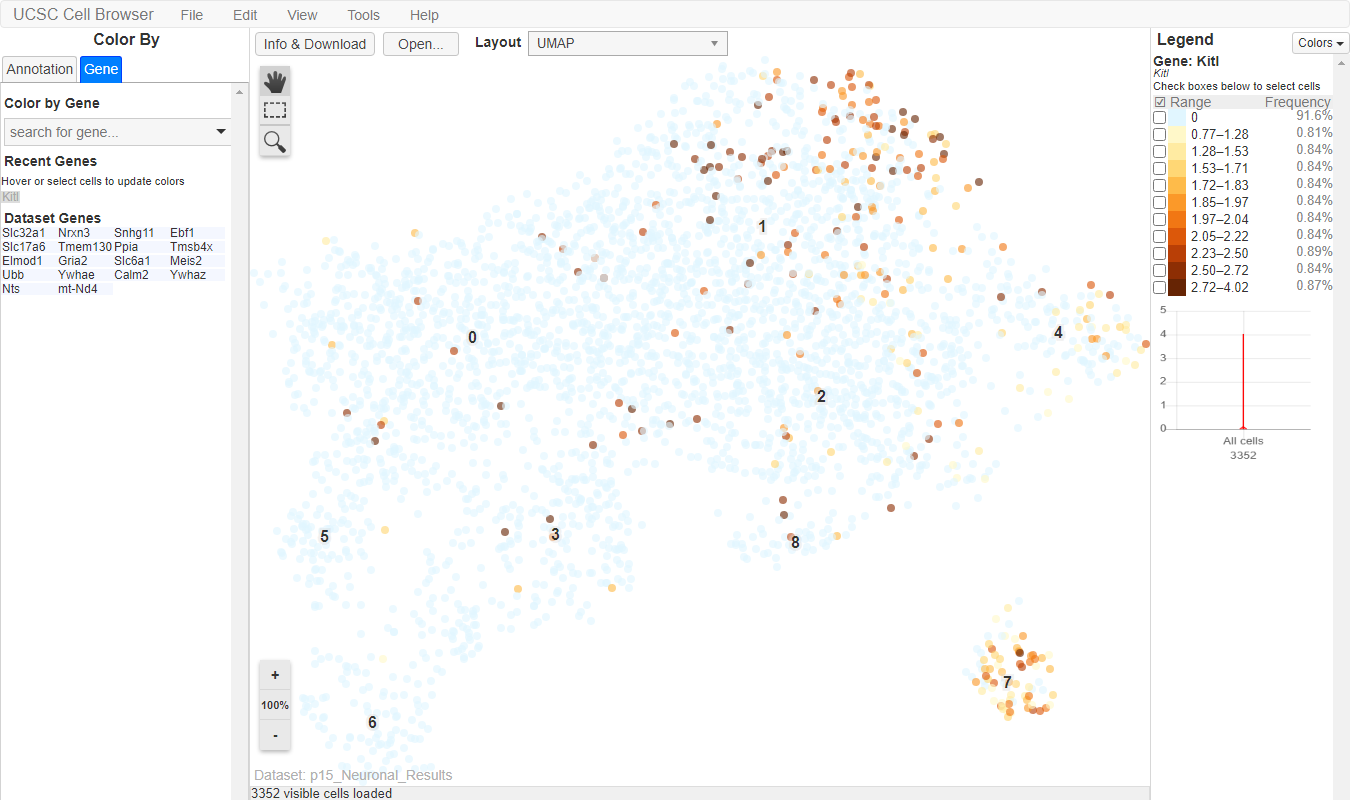 UCSC Cell Browser File Edit View Tools Help
Color By
Info & Download Open... Layout UMAP
Annotation Gene
Color by Gene
search for gene...
Recent Genes
Hover or select cells to update colors
Kitl
Dataset Genes
Slc32a1 Nrxn3 Snhg11 Ebf1
Slc17a6 Tmem130 Ppia Tmsb4x
Elmod1 Gria2 Slc6a1 Meis2
Ubb Ywhae Calm2 Ywhaz
Nts mt-Nd4
1
0
4
2
5
3
8
7
6
+
100%
-
Dataset: p15_Neuronal_Results
3352 visible cells loaded
Legend Colors
Gene: Kitl
Kitl
Check boxes below to select cells
Range Frequency
0 91.6%
0.77–1.28 0.81%
1.28–1.53 0.84%
1.53–1.71 0.84%
1.72–1.83 0.84%
1.85–1.97 0.84%
1.97–2.04 0.84%
2.05–2.22 0.84%
2.23–2.50 0.89%
2.50–2.72 0.84%
2.72–4.02 0.87%
5
4
3
2
1
0
All cells
3352